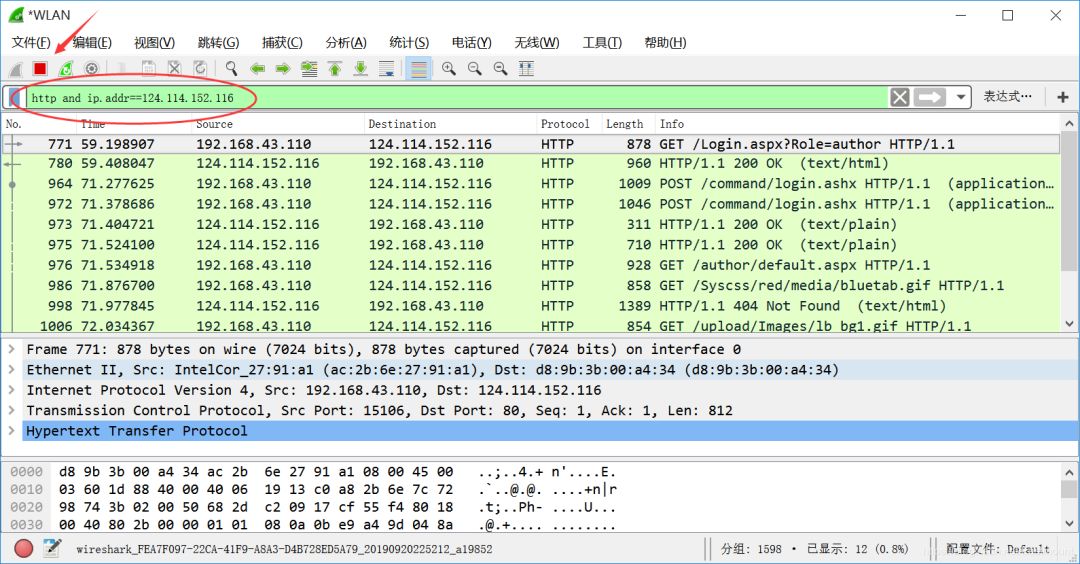 *WLAN
文件(F) 编辑(E) 视图(V) 跳转(G) 捕获(C) 分析(A) 统计(S) 电话(Y) 无线(W) 工具(T) 帮助(H)
http and ip.addr==124.114.152.116 表达式…
No. Time Source Destination Protocol Length Info
771 59.198907 192.168.43.110 124.114.152.116 HTTP 878 GET /Login.aspx?Role=author HTTP/1.1
780 59.408047 124.114.152.116 192.168.43.110 HTTP 960 HTTP/1.1 200 OK (text/html)
964 71.277625 192.168.43.110 124.114.152.116 HTTP 1009 POST /command/login.ashx HTTP/1.1 (application…
972 71.378686 192.168.43.110 124.114.152.116 HTTP 1046 POST /command/login.ashx HTTP/1.1 (application…
973 71.404721 124.114.152.116 192.168.43.110 HTTP 311 HTTP/1.1 200 OK (text/plain)
975 71.524100 124.114.152.116 192.168.43.110 HTTP 710 HTTP/1.1 200 OK (text/plain)
976 71.534918 192.168.43.110 124.114.152.116 HTTP 928 GET /author/default.aspx HTTP/1.1
986 71.876700 192.168.43.110 124.114.152.116 HTTP 858 GET /Syscss/red/media/bluetab.gif HTTP/1.1
998 71.977845 124.114.152.116 192.168.43.110 HTTP 1389 HTTP/1.1 404 Not Found (text/html)
1006 72.034367 192.168.43.110 124.114.152.116 HTTP 854 GET /upload/Images/lb_bg1.gif HTTP/1.1
Frame 771: 878 bytes on wire (7024 bits), 878 bytes captured (7024 bits) on interface 0
Ethernet II, Src: IntelCor_27:91:a1 (ac:2b:6e:27:91:a1), Dst: d8:9b:3b:00:a4:34 (d8:9b:3b:00:a4:34)
Internet Protocol Version 4, Src: 192.168.43.110, Dst: 124.114.152.116
Transmission Control Protocol, Src Port: 15106, Dst Port: 80, Seq: 1, Ack: 1, Len: 812
Hypertext Transfer Protocol
0000 d8 9b 3b 00 a4 34 ac 2b 6e 27 91 a1 08 00 45 00 ..;..4.+ n'....E.
0010 03 60 1d 88 40 00 40 06 19 13 c0 a8 2b 6e 7c 72 .`..@.@. ....+n|r
0020 98 74 3b 02 00 50 68 2d c2 09 17 cf 55 f4 80 18 .t;..Ph- ....U...
0030 00 40 80 2b 00 00 01 01 08 0a 0b e9 a4 9d 04 8a .@.+.... ........
wireshark_FEA7F097-22CA-41F9-A8A3-D4B728ED5A79_20190920225212_a19852 分组: 1598 · 已显示: 12 (0.8%) 配置文件: Default